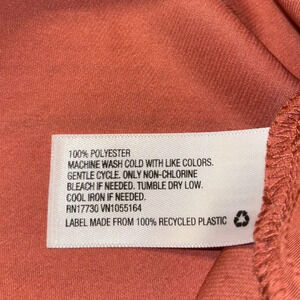 100% POLYESTER
MACHINE WASH COLD WITH LIKE COLORS.
GENTLE CYCLE. ONLY NON-CHLORINE
BLEACH IF NEEDED. TUMBLE DRY LOW.
COOL IRON IF NEEDED.
RN17730 VN1055164
LABEL MADE FROM 100% RECYCLED PLASTIC